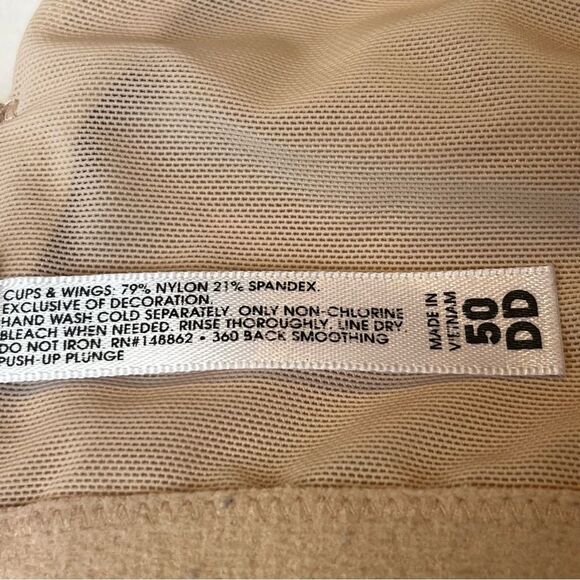 CUPS & WINGS: 79% NYLON 21% SPANDEX.
EXCLUSIVE OF DECORATION.
HAND WASH COLD SEPARATELY. ONLY NON-CHLORINE
BLEACH WHEN NEEDED. RINSE THOROUGHLY. LINE DRY.
DO NOT IRON. RN#148862 • 360 BACK SMOOTHING
PUSH-UP PLUNGE
MADE IN
VIETNAM
50
DD